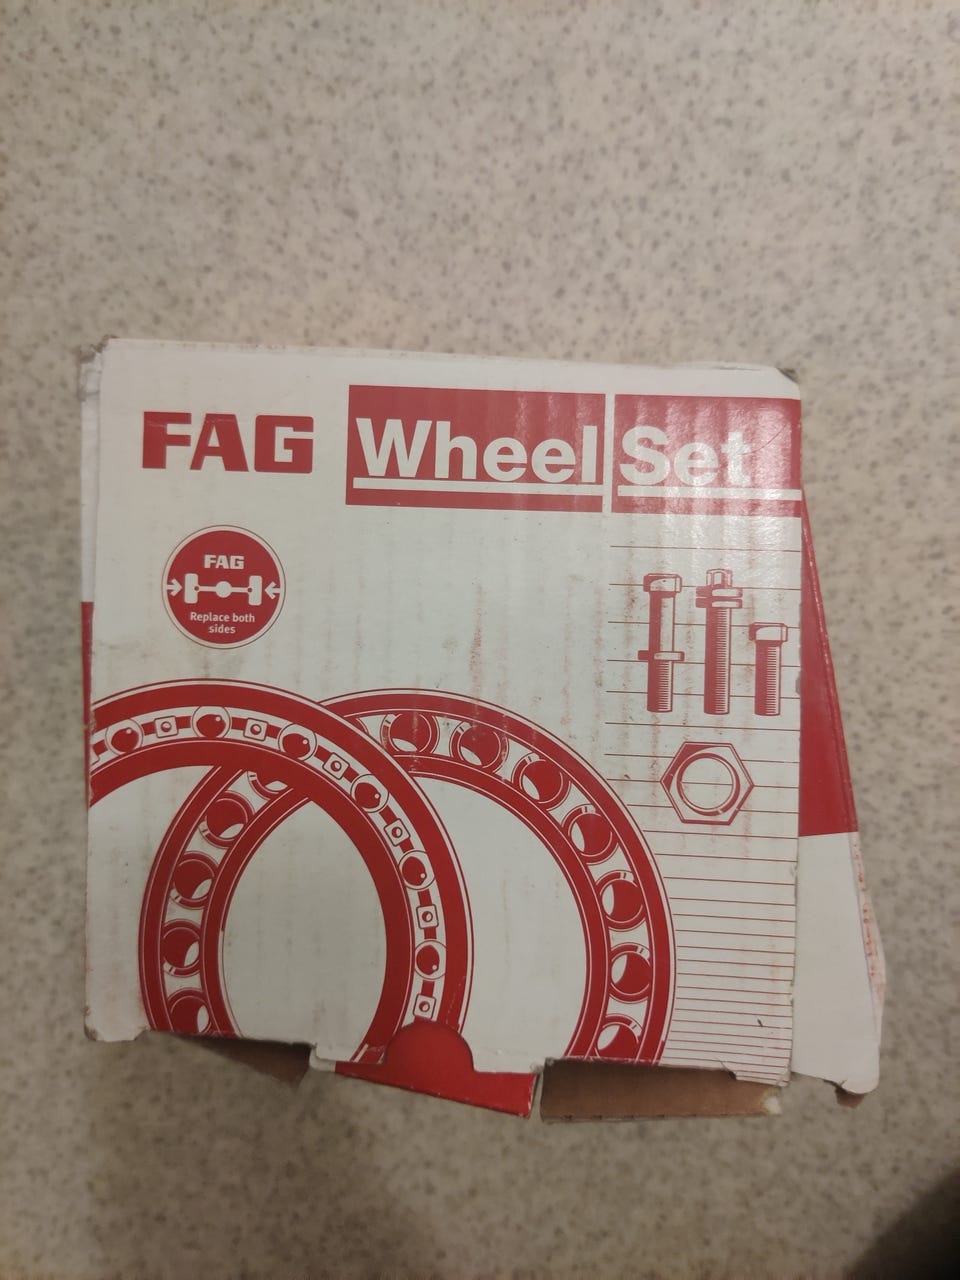 FAG Wheel Set
FAG
Replace both
sides